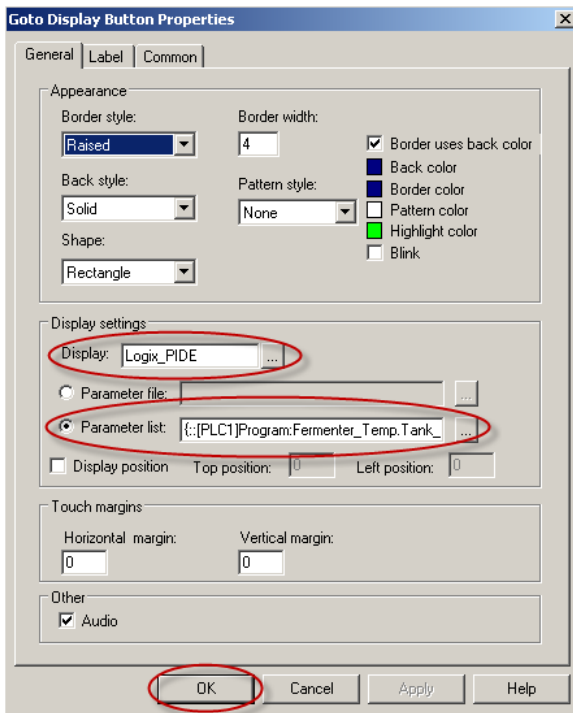 Goto Display Button Properties
General Label Common
Appearance
Border style: Border width:
Raised 4 Border uses back color
Back color
Back style: Pattern style: Border color
Solid None Pattern color
Highlight color
Shape: Blink
Rectangle
Display settings
Display: Logix_PIDE ...
Parameter file: ...
Parameter list: {::[PLC1]Program:Fermenter_Temp.Tank_ ...
Display position Top position: 0 Left position: 0
Touch margins
Horizontal margin: Vertical margin:
0 0
Other
Audio
OK Cancel Apply Help